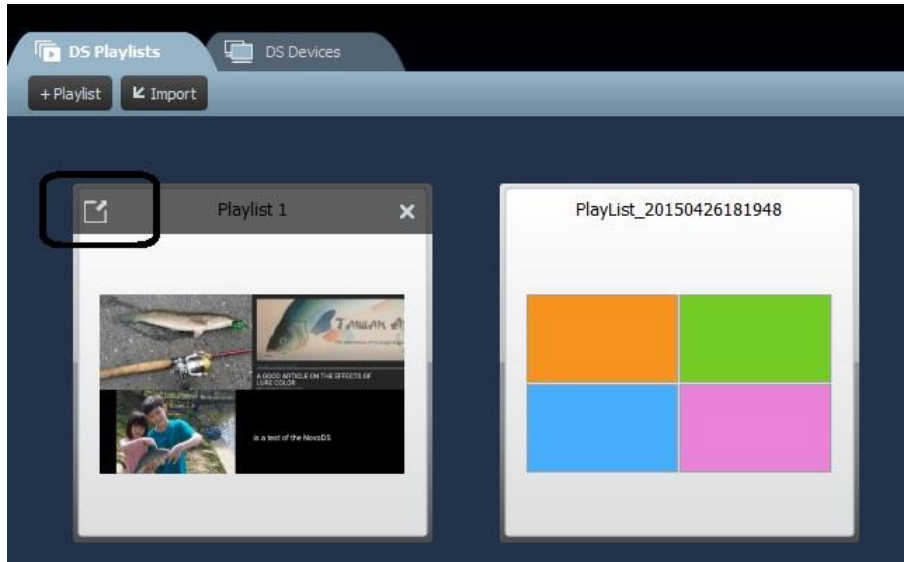 DS Playlists
DS Devices
+ Playlist
Import
Playlist 1
PlayList_20150426181948
TAIWAN A
A GOOD ARTICLE ON THE EFFECTS OF
LURE COLOR
is a test of the NovoDS